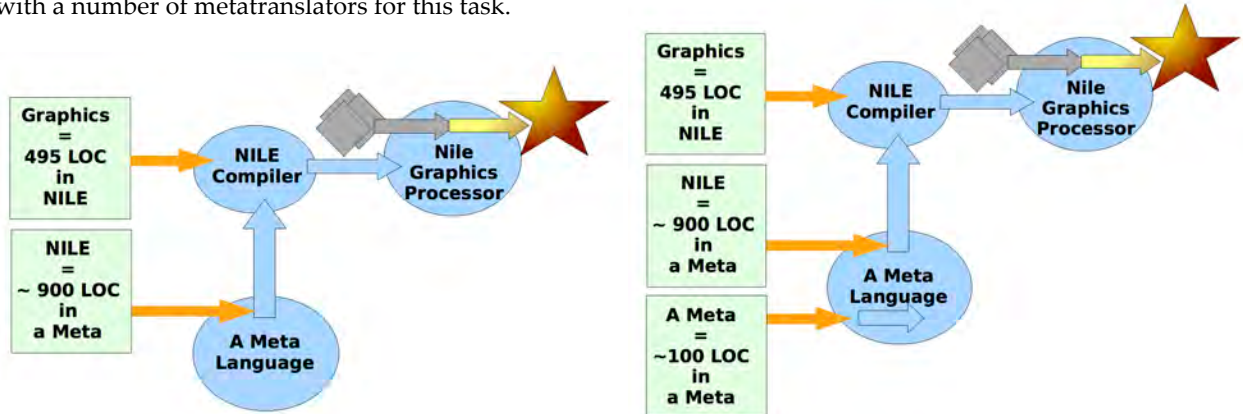 with a number of metatranslators for this task.
Graphics
=
495 LOC
in
NILE
NILE
Compiler
Nile
Graphics
Processor
NILE
=
~ 900 LOC
in
a Meta
A Meta
Language
Graphics
=
495 LOC
in
NILE
NILE
Compiler
Nile
Graphics
Processor
NILE
=
~ 900 LOC
in
a Meta
A Meta
Language
A Meta
=
~100 LOC
in
a Meta